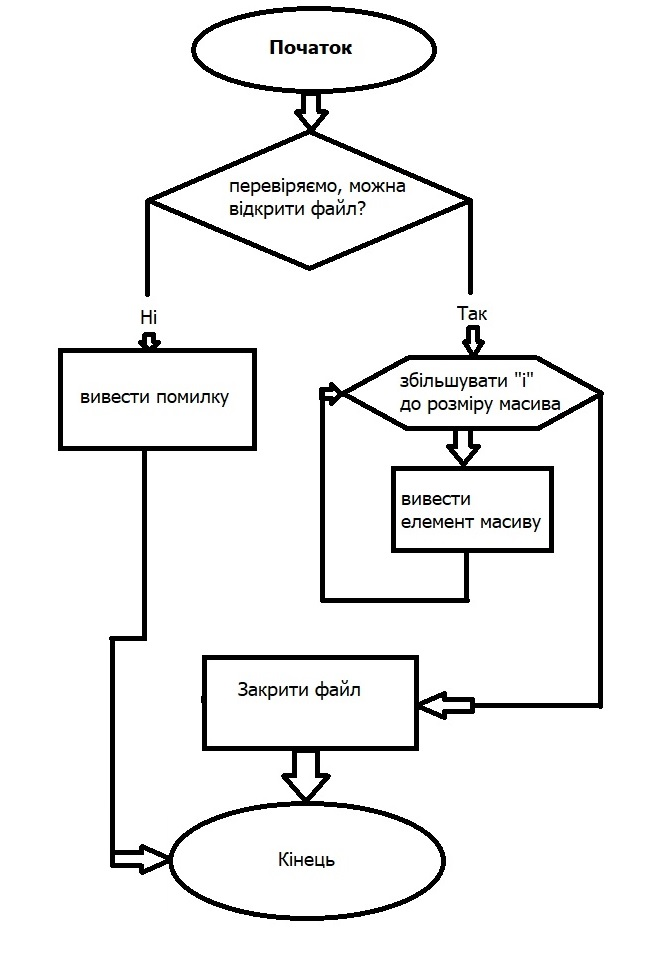 Початок
перевіряємо, можна
відкрити файл?
Ні
Так
вивести помилку
збільшувати "і"
до розміру масива
вивести
елемент масиву
Закрити файл
Кінець